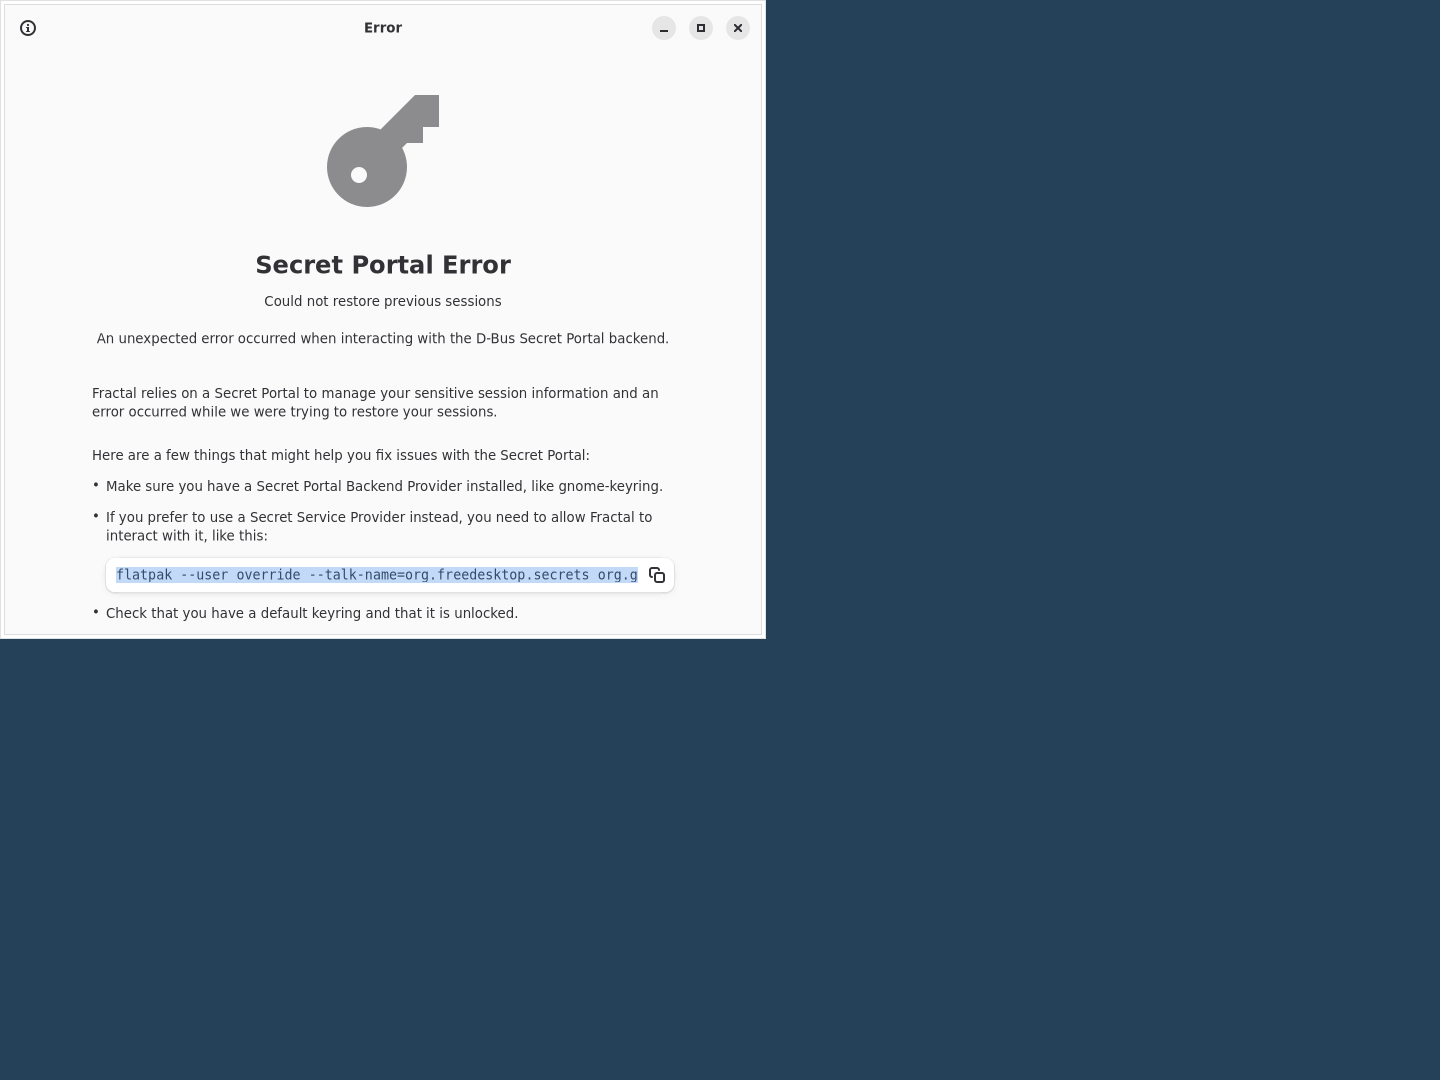 Error
Secret Portal Error
Could not restore previous sessions
An unexpected error occurred when interacting with the D-Bus Secret Portal backend.
Fractal relies on a Secret Portal to manage your sensitive session information and an
error occurred while we were trying to restore your sessions.
Here are a few things that might help you fix issues with the Secret Portal:
• Make sure you have a Secret Portal Backend Provider installed, like gnome-keyring.
• If you prefer to use a Secret Service Provider instead, you need to allow Fractal to
interact with it, like this:
flatpak --user override --talk-name=org.freedesktop.secrets org.g
• Check that you have a default keyring and that it is unlocked.